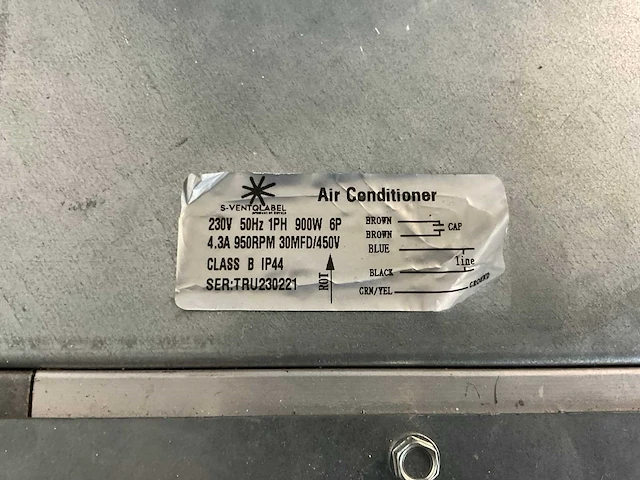 S-VENTOLABEL
Air Conditioner
230V 50Hz 1PH 900W 6P
4.3A 950RPM 30MFD/450V
CLASS B IP44
SER:TRU230221
ROT
BROWN
BROWN
CAP
BLUE
line
BLACK
GRN/YEL
GROUND